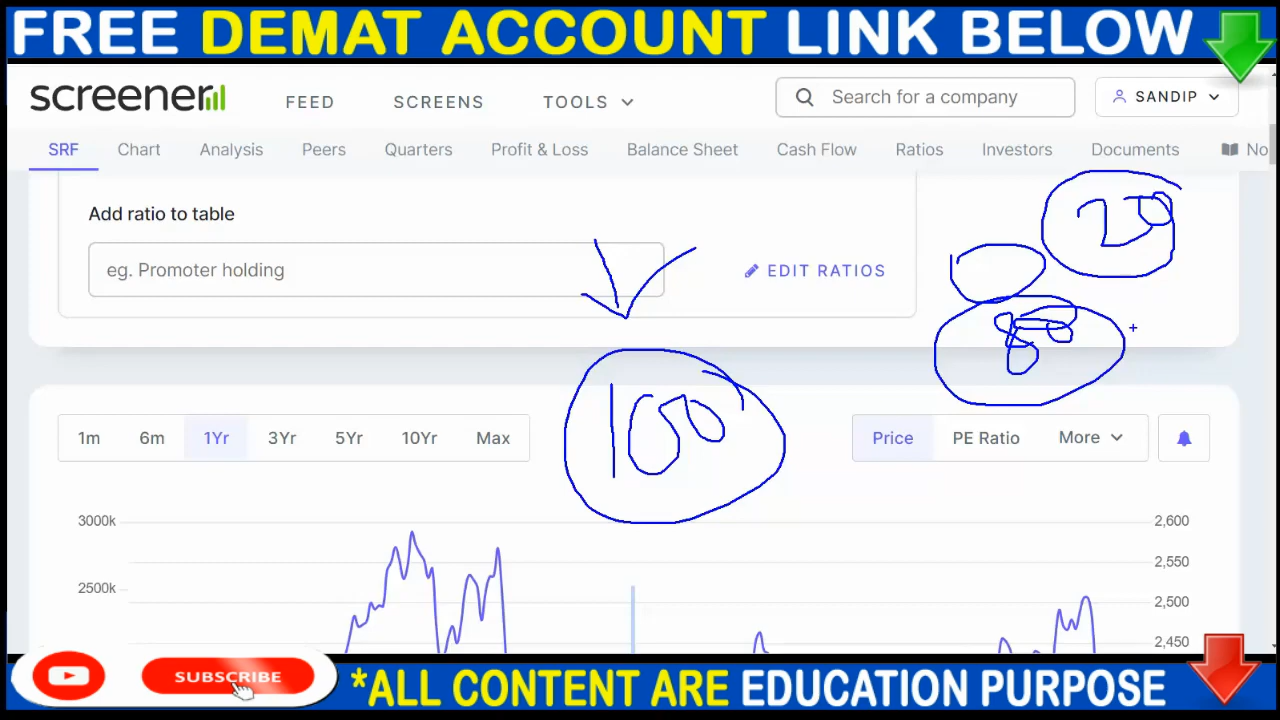 FREE DEMAT ACCOUNT LINK BELOW
screener FEED SCREENS TOOLS Search for a company SANDIP
SRF Chart Analysis Peers Quarters Profit & Loss Balance Sheet Cash Flow Ratios Investors Documents No
Add ratio to table
20
eg. Promoter holding EDIT RATIOS
80
100
1m 6m 1Yr 3Yr 5Yr 10Yr Max Price PE Ratio More
3000k 2,600
2,550
2500k 2,500
2,450
SUBSCRIBE
*ALL CONTENT ARE EDUCATION PURPOSE